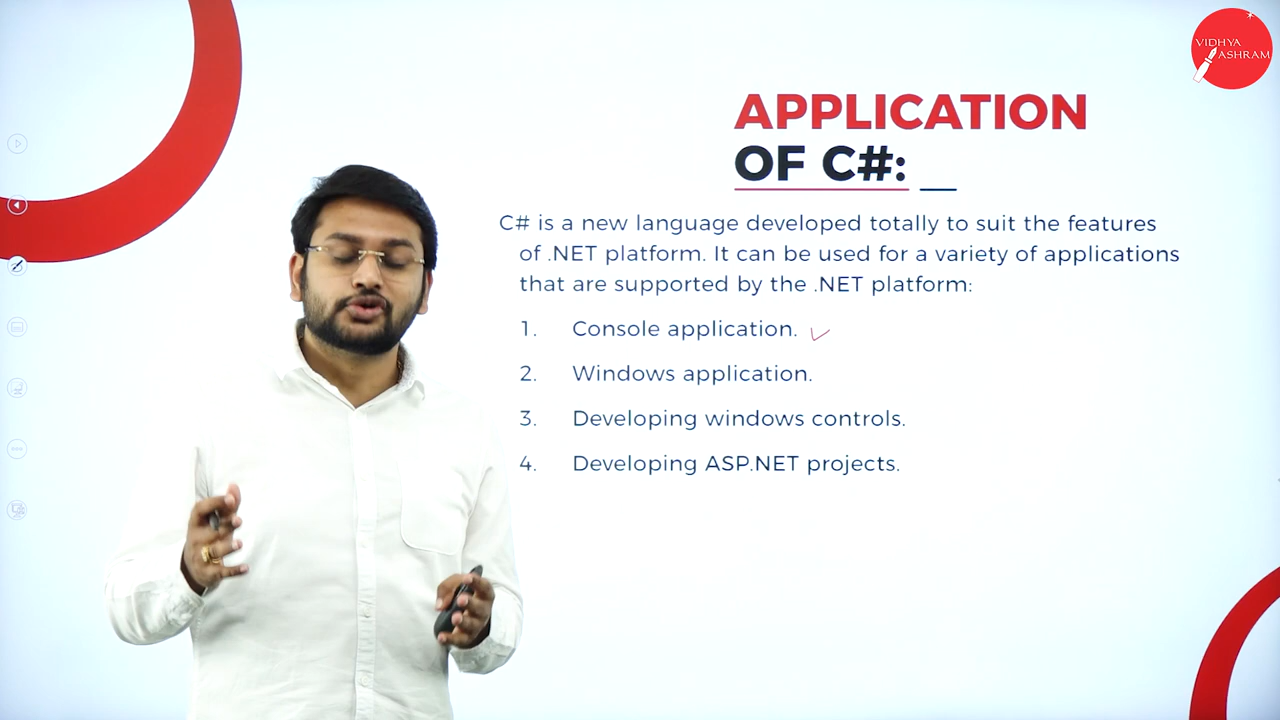 VIDHYA
ASHRAM
APPLICATION
OF C#:
C# is a new language developed totally to suit the features
of .NET platform. It can be used for a variety of applications
that are supported by the .NET platform:
1. Console application.
2. Windows application.
3. Developing windows controls.
4. Developing ASP.NET projects.